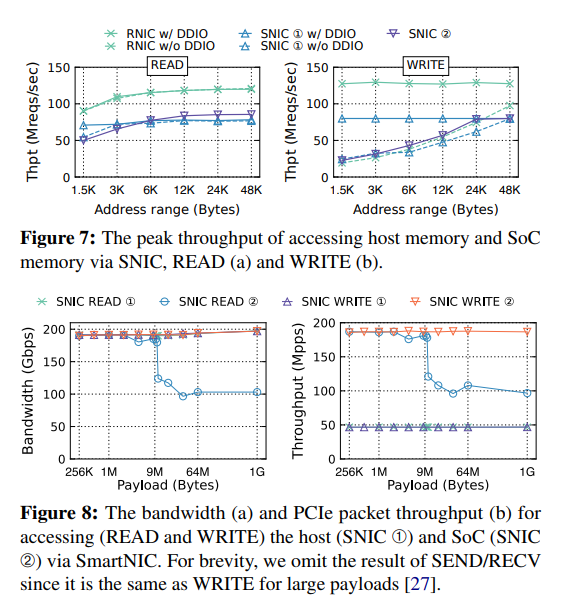 RNIC w/ DDIO SNIC ① w/ DDIO SNIC ②
RNIC w/o DDIO SNIC ① w/o DDIO
READ
Thpt (Mreqs/sec)
150
100
50
0
1.5K 3K 6K 12K 24K 48K
Address range (Bytes)
WRITE
Thpt (Mreqs/sec)
150
100
50
0
1.5K 3K 6K 12K 24K 48K
Address range (Bytes)
Figure 7: The peak throughput of accessing host memory and SoC
memory via SNIC, READ (a) and WRITE (b).
SNIC READ ① SNIC READ ② SNIC WRITE ① SNIC WRITE ②
Bandwidth (Gbps)
200
150
100
50
0
256K 1M 9M 64M 1G
Payload (Bytes)
Throughput (Mpps)
200
150
100
50
0
256K 1M 9M 64M 1G
Payload (Bytes)
Figure 8: The bandwidth (a) and PCIe packet throughput (b) for
accessing (READ and WRITE) the host (SNIC ①) and SoC (SNIC
②) via SmartNIC. For brevity, we omit the result of SEND/RECV
since it is the same as WRITE for large payloads [27].